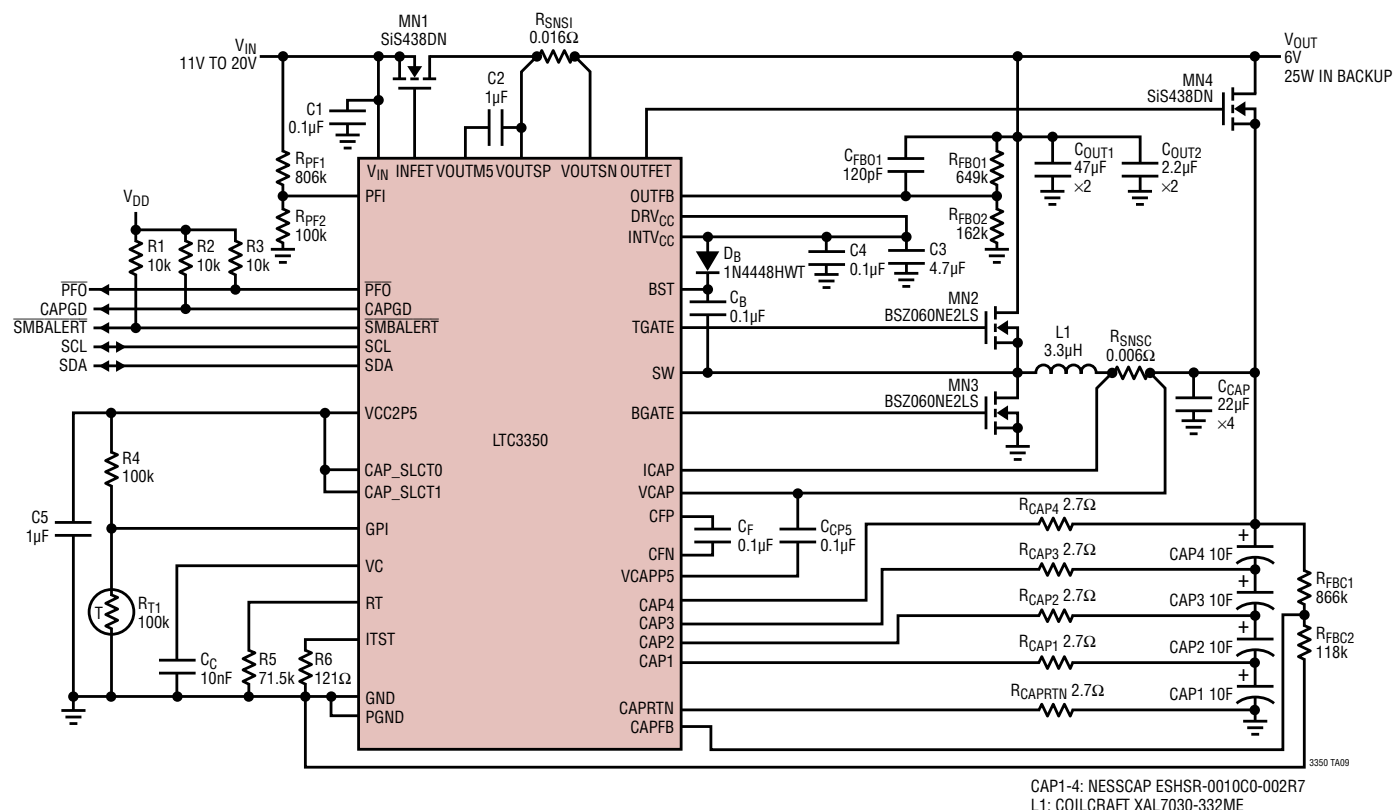 V_IN
11V TO 20V
MN1
SiS438DN
R_SNSI
0.016Ω
V_OUT
6V
25W IN BACKUP
MN4
SiS438DN
C1
0.1µF
C2
1µF
R_PF1
806k
R_PF2
100k
V_DD
R1
10k
R2
10k
R3
10k
PFO
CAPGD
SMBALERT
SCL
SDA
V_IN INFET VOUTM5 VOUTSP VOUTSN OUTFET
PFI
PFO
CAPGD
SMBALERT
SCL
SDA
VCC2P5
CAP_SLCT0
CAP_SLCT1
GPI
VC
RT
ITST
GND
PGND
LTC3350
OUTFB
DRV_CC
INTV_CC
BST
TGATE
SW
BGATE
ICAP
VCAP
CFP
CFN
VCAPP5
CAP4
CAP3
CAP2
CAP1
CAPRTN
CAPFB
C_FBO1
120pF
R_FBO1
649k
R_FBO2
162k
C_OUT1
47µF
×2
C_OUT2
2.2µF
×2
D_B
1N4448HWT
C4
0.1µF
C3
4.7µF
C_B
0.1µF
MN2
BSZ060NE2LS
MN3
BSZ060NE2LS
L1
3.3µH
R_SNSC
0.006Ω
C_CAP
22µF
×4
R4
100k
C5
1µF
T
R_T1
100k
C_C
10nF
R5
71.5k
R6
121Ω
C_F
0.1µF
C_CP5
0.1µF
R_CAP4 2.7Ω
R_CAP3 2.7Ω
R_CAP2 2.7Ω
R_CAP1 2.7Ω
R_CAPRTN 2.7Ω
+
CAP4 10F
+
CAP3 10F
+
CAP2 10F
+
CAP1 10F
R_FBC1
866k
R_FBC2
118k
3350 TA09
CAP1-4: NESSCAP ESHSR-0010C0-002R7
L1: COILCRAFT XAL7030-332ME